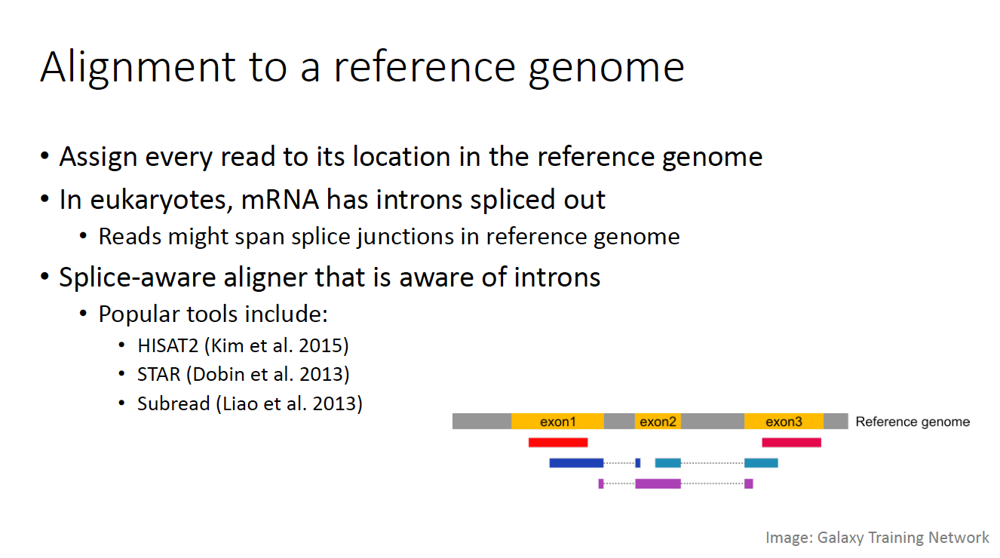 Alignment to a reference genome
• Assign every read to its location in the reference genome
• In eukaryotes, mRNA has introns spliced out
• Reads might span splice junctions in reference genome
• Splice-aware aligner that is aware of introns
• Popular tools include:
• HISAT2 (Kim et al. 2015)
• STAR (Dobin et al. 2013)
• Subread (Liao et al. 2013)
exon1 exon2 exon3 Reference genome
Image: Galaxy Training Network